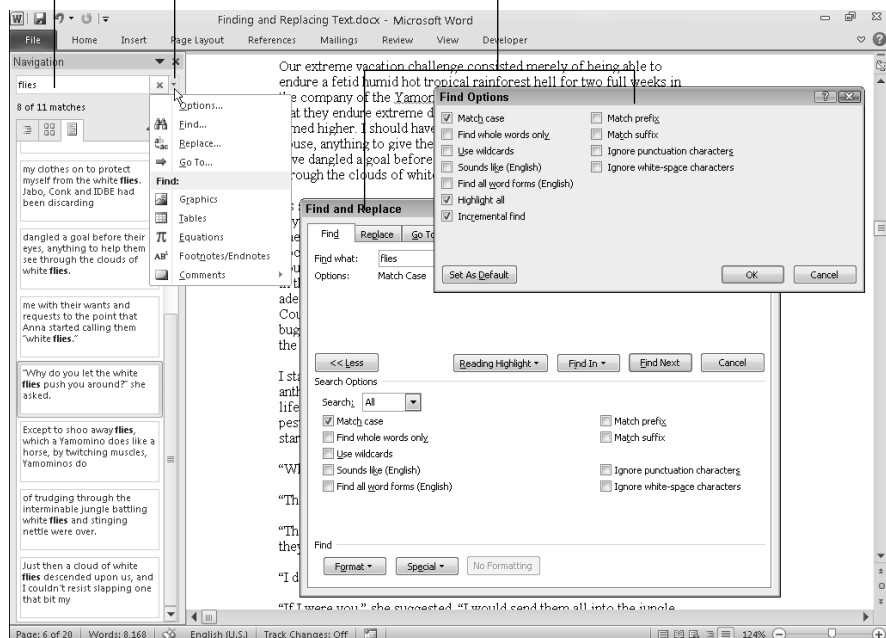 Finding and Replacing Text.docx - Microsoft Word
File Home Insert Page Layout References Mailings Review View Developer
Navigation
flies
8 of 11 matches
my clothes on to protect
myself from the white flies.
Jabo, Conk and IDBE had
been discarding
dangled a goal before their
eyes, anything to help them
see through the clouds of
white flies.
me with their wants and
requests to the point that
Anna started calling them
"white flies."
"Why do you let the white
flies push you around?" she
asked.
Except to shoo away flies,
which a Yamomino does like a
horse, by twitching muscles,
Yamominos do
of trudging through the
interminable jungle battling
white flies and stinging
nettle were over.
Just then a cloud of white
flies descended upon us, and
I couldn't resist slapping one
that bit my
Options...
Find...
Replace...
Go To...
Find:
Graphics
Tables
Equations
Footnotes/Endnotes
Comments
Our extreme vacation challenge consisted merely of being able to
endure a fetid humid hot tropical rainforest hell for two full weeks in
the company of the
Find Options
Match case
Find whole words only
Use wildcards
Sounds like (English)
Find all word forms (English)
Highlight all
Incremental find
Match prefix
Match suffix
Ignore punctuation characters
Ignore white-space characters
Set As Default
OK
Cancel
Find and Replace
Find Replace Go To
Find what: flies
Options: Match Case
<< Less
Reading Highlight
Find In
Find Next
Cancel
Search Options
Search: All
Match case
Find whole words only
Use wildcards
Sounds like (English)
Find all word forms (English)
Match prefix
Match suffix
Ignore punctuation characters
Ignore white-space characters
Find
Format
Special
No Formatting
"If I were you," she suggested, "I would send them all into the jungle
Page: 6 of 20 Words: 8,168 English (U.S.) Track Changes: Off 124%